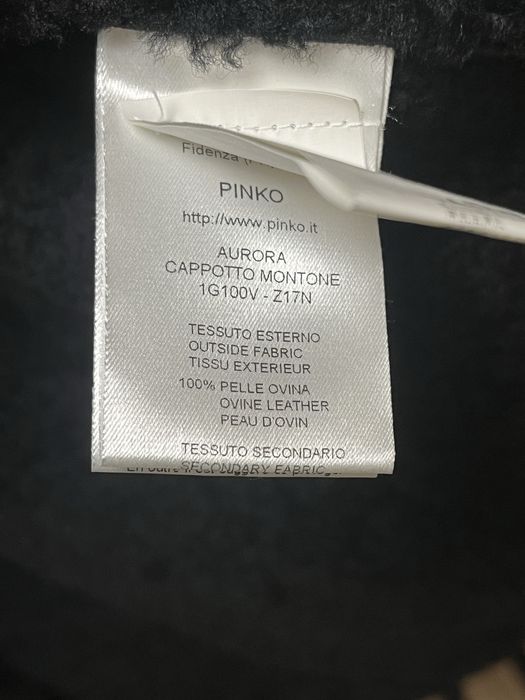 Fidenza
PINKO
http://www.pinko.it
AURORA
CAPPOTTO MONTONE
1G100V - Z17N
TESSUTO ESTERNO
OUTSIDE FABRIC
TISSU EXTERIEUR
100% PELLE OVINA
OVINE LEATHER
PEAU D'OVIN
TESSUTO SECONDARIO
SECONDARY FABRIC